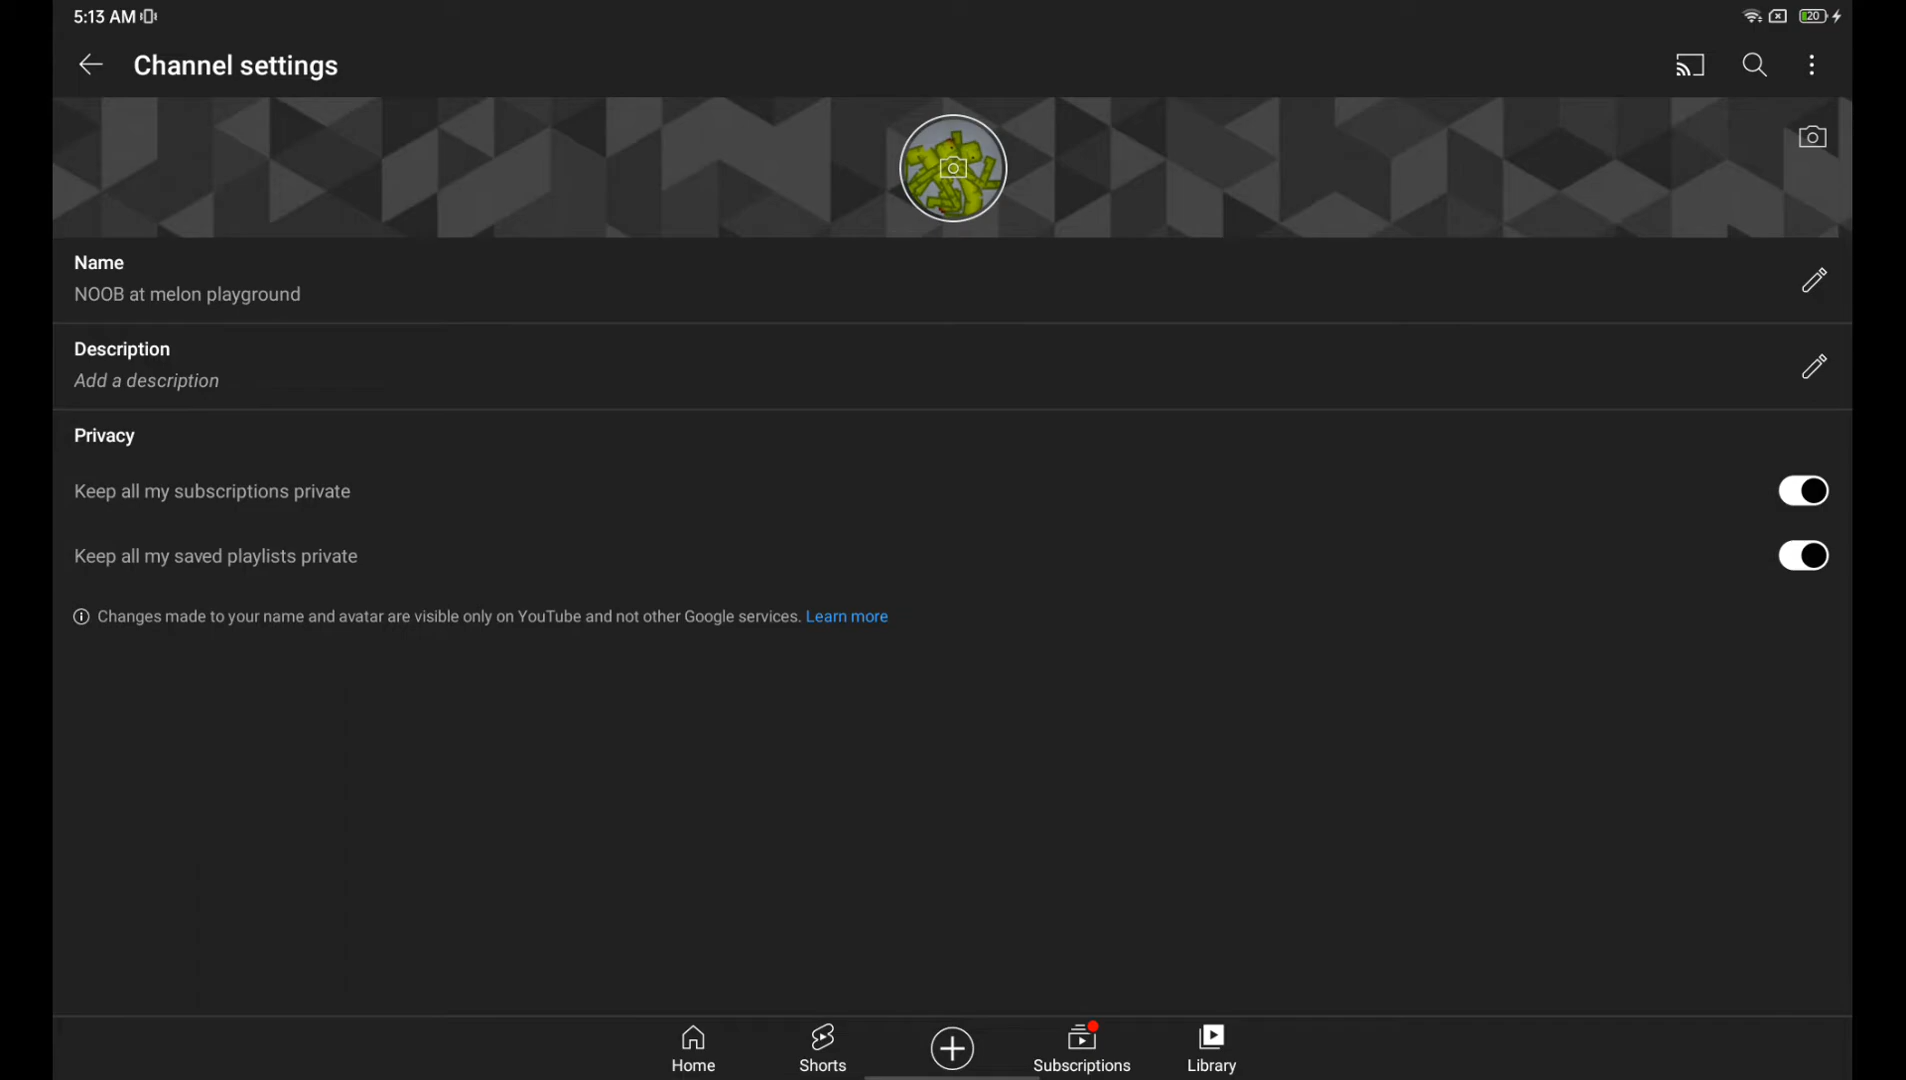 5:13 AM
20
Channel settings
Name
NOOB at melon playground
Description
Add a description
Privacy
Keep all my subscriptions private
Keep all my saved playlists private
Changes made to your name and avatar are visible only on YouTube and not other Google services. Learn more
Home Shorts Subscriptions Library